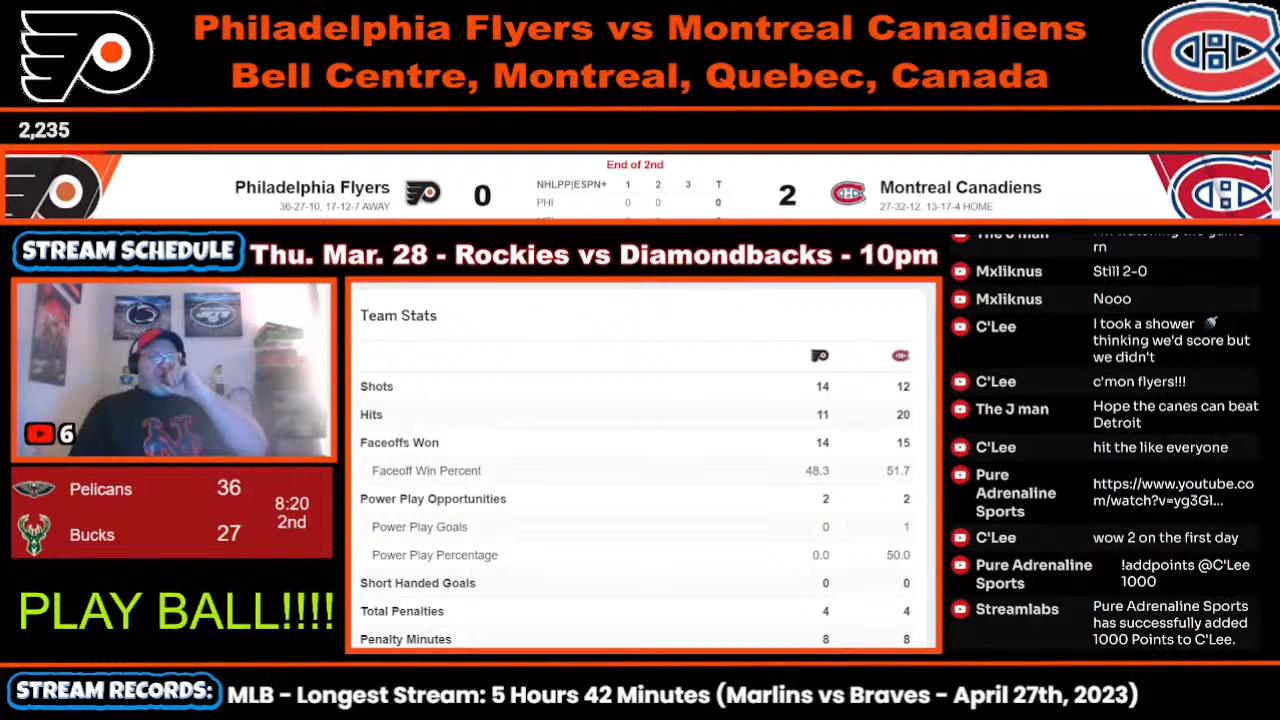 Philadelphia Flyers vs Montreal Canadiens
Bell Centre, Montreal, Quebec, Canada
2,235
End of 2nd
Philadelphia Flyers 0 NHLPP|ESPN+ 1 2 3 T 2 Montreal Canadiens
36-27-10, 17-12-7 AWAY PHI 0 0 0 27-32-12, 13-17-4 HOME
STREAM SCHEDULE Thu. Mar. 28 - Rockies vs Diamondbacks - 10pm
JETS
6
Pelicans 36
Bucks 27
8:20
2nd
PLAY BALL!!!!
Team Stats
Shots 14 12
Hits 11 20
Faceoffs Won 14 15
Faceoff Win Percent 48.3 51.7
Power Play Opportunities 2 2
Power Play Goals 0 1
Power Play Percentage 0.0 50.0
Short Handed Goals 0 0
Total Penalties 4 4
Penalty Minutes 8 8
The J man
rn
Mxliknus Still 2-0
Mxliknus Nooo
C'Lee I took a shower 🚿
thinking we'd score but
we didn't
C'Lee c'mon flyers!!!
The J man Hope the canes can beat
Detroit
C'Lee hit the like everyone
Pure
Adrenaline
Sports
https://www.youtube.co
m/watch?v=yg3Gl...
C'Lee wow 2 on the first day
Pure Adrenaline
Sports
!addpoints @C'Lee
1000
Streamlabs Pure Adrenaline Sports
has successfully added
1000 Points to C'Lee.
STREAM RECORDS: MLB - Longest Stream: 5 Hours 42 Minutes (Marlins vs Braves - April 27th, 2023)